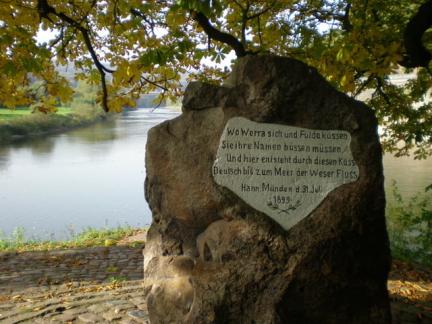 Wo Werra sich und Fulda küssen
Sie ihre Namen büssen müssen,
Und hier entsteht durch diesen Kuss
Deutsch bis zum Meer der Weser Fluss.
Hann. Münden d. 31. Juli
1899.